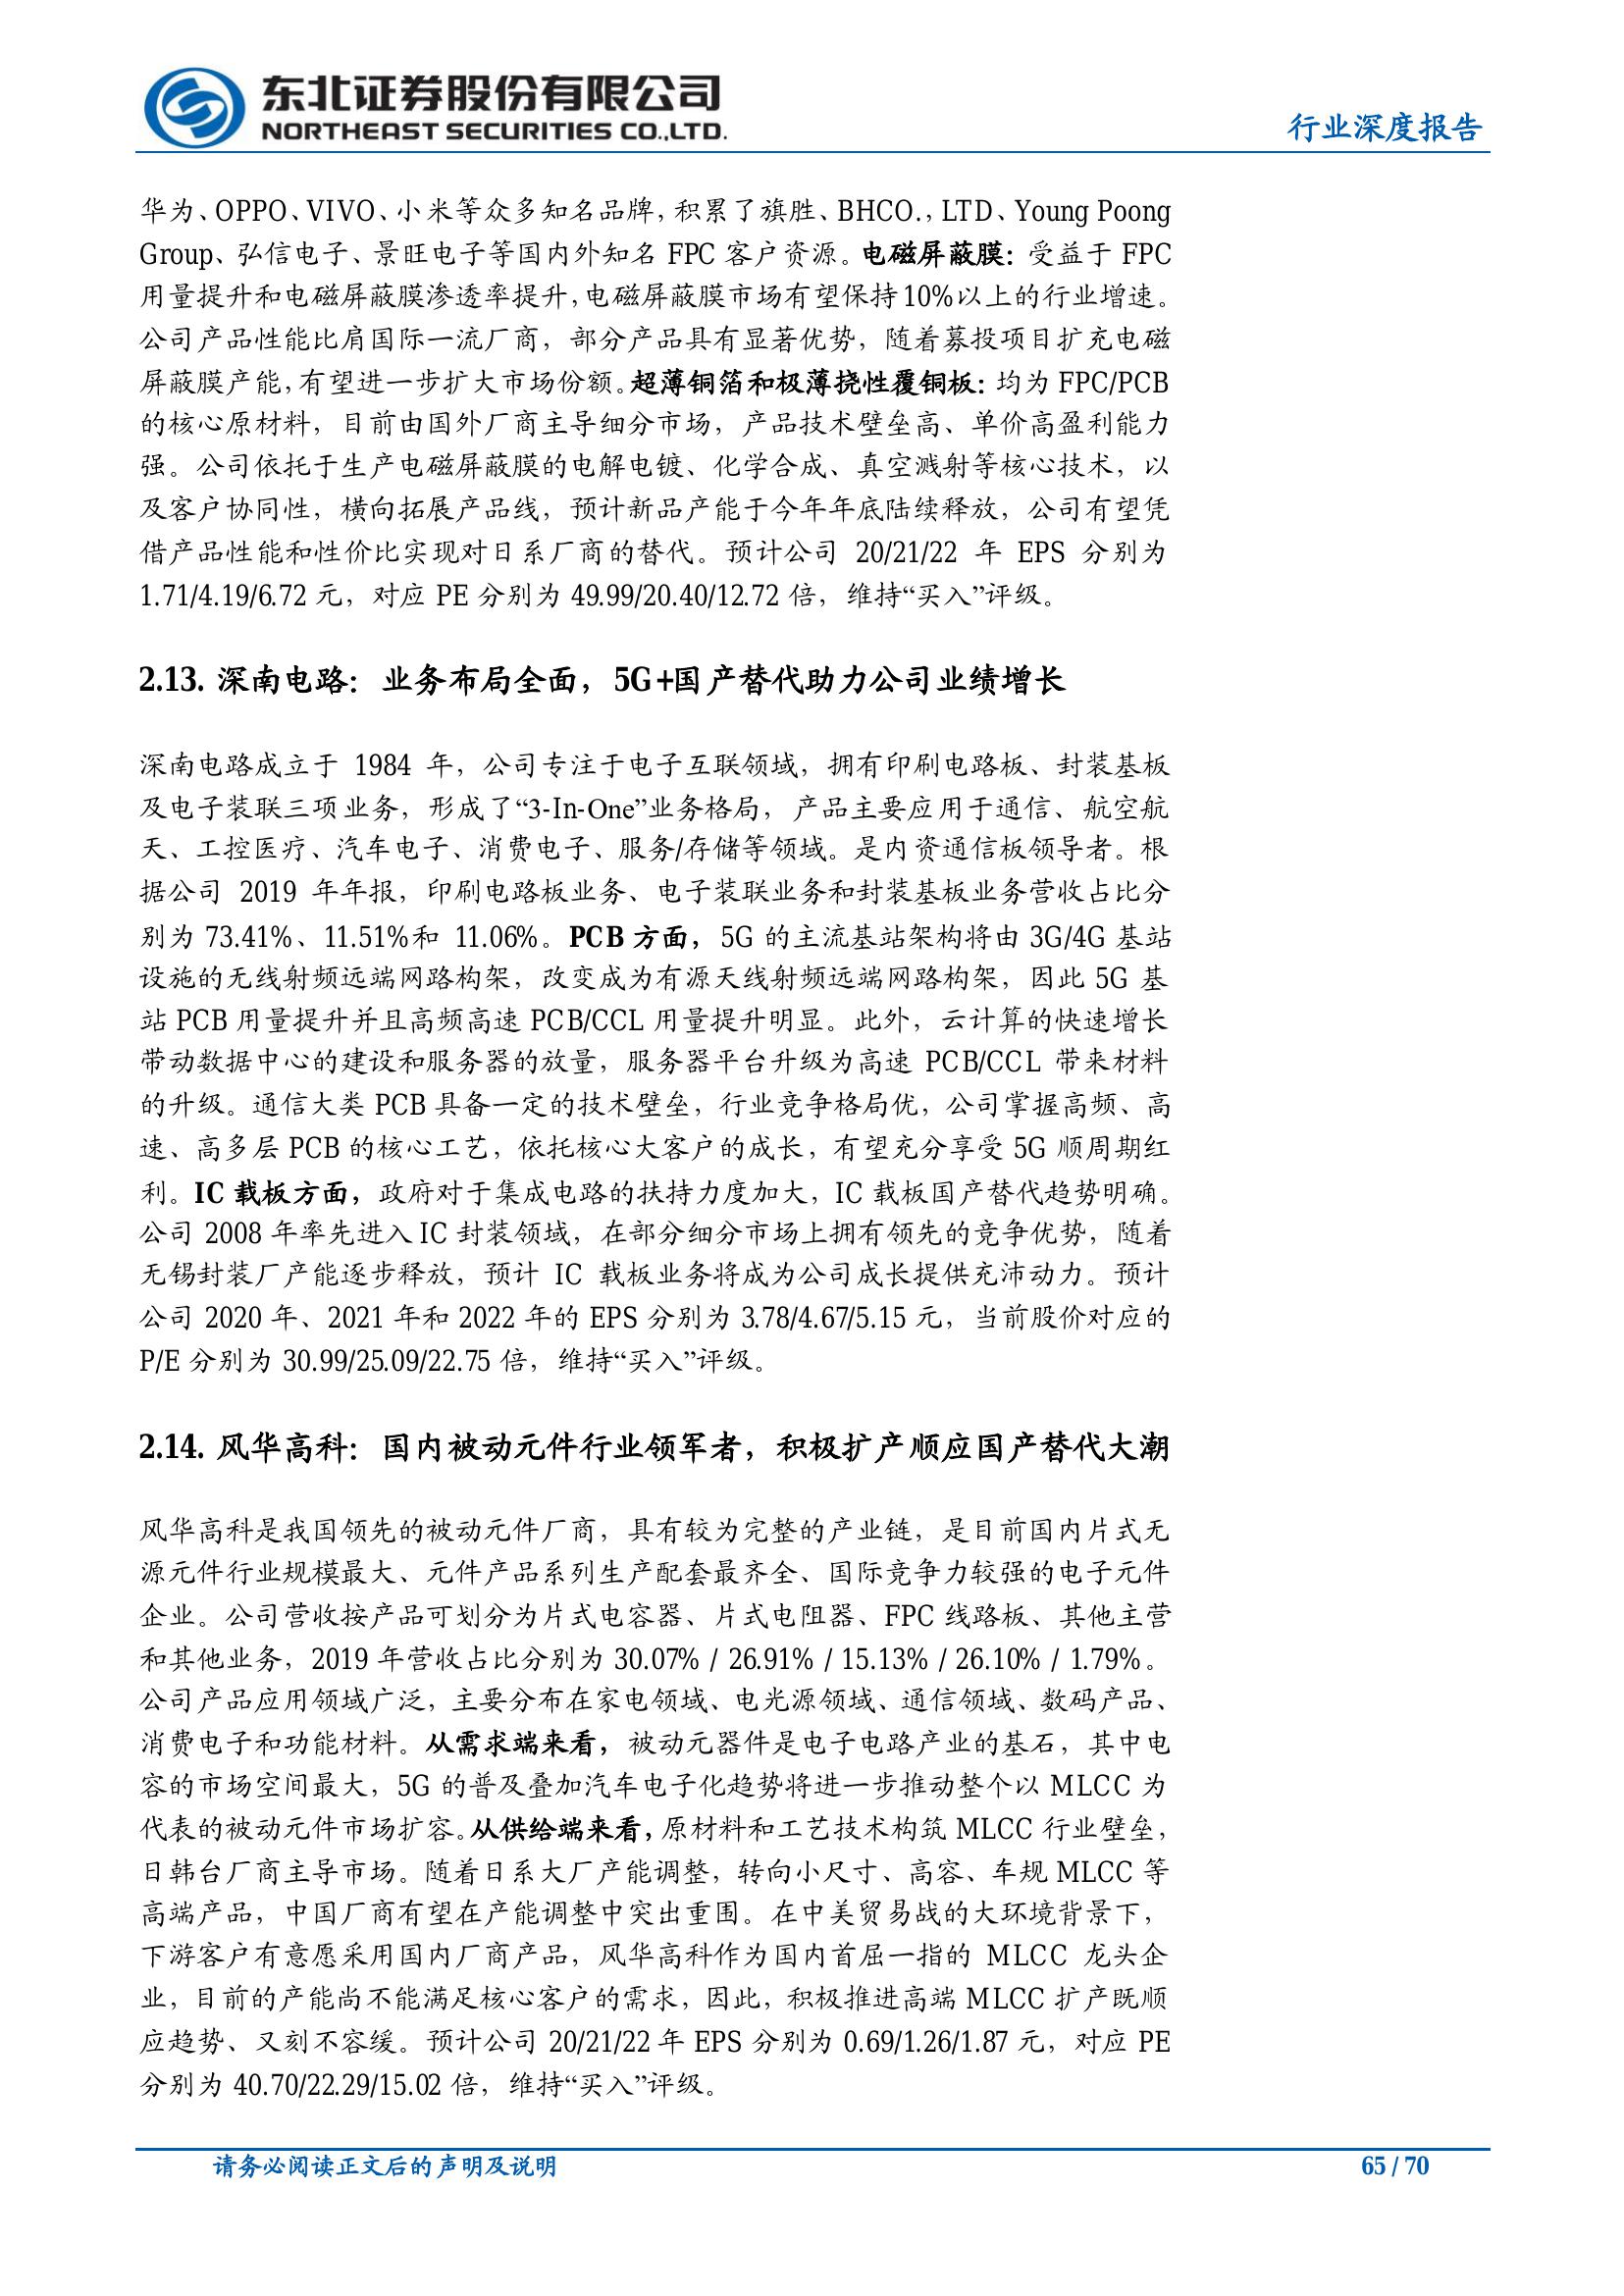 东北证券股份有限公司
NORTHEAST SECURITIES CO.,LTD.
行业深度报告
华为、OPPO、VIVO、小米等众多知名品牌，积累了旗胜、BHCO.，LTD、Young Poong
Group、弘信电子、景旺电子等国内外知名 FPC 客户资源。电磁屏蔽膜：受益于 FPC
用量提升和电磁屏蔽膜渗透率提升，电磁屏蔽膜市场有望保持 10%以上的行业增速。
公司产品性能比肩国际一流厂商，部分产品具有显著优势，随着募投项目扩充电磁
屏蔽膜产能，有望进一步扩大市场份额。超薄铜箔和极薄挠性覆铜板：均为 FPC/PCB
的核心原材料，目前由国外厂商主导细分市场，产品技术壁垒高、单价高盈利能力
强。公司依托于生产电磁屏蔽膜的电解电镀、化学合成、真空溅射等核心技术，以
及客户协同性，横向拓展产品线，预计新品产能于今年年底陆续释放，公司有望凭
借产品性能和性价比实现对日系厂商的替代。预计公司 20/21/22 年 EPS 分别为
1.71/4.19/6.72 元，对应 PE 分别为 49.99/20.40/12.72 倍，维持“买入”评级。
2.13. 深南电路：业务布局全面，5G+国产替代助力公司业绩增长
深南电路成立于 1984 年，公司专注于电子互联领域，拥有印刷电路板、封装基板
及电子装联三项业务，形成了“3-In-One”业务格局，产品主要应用于通信、航空航
天、工控医疗、汽车电子、消费电子、服务/存储等领域。是内资通信板领导者。根
据公司 2019 年年报，印刷电路板业务、电子装联业务和封装基板业务营收占比分
别为 73.41%、11.51%和 11.06%。PCB 方面，5G 的主流基站架构将由 3G/4G 基站
设施的无线射频远端网路构架，改变成为有源天线射频远端网路构架，因此 5G 基
站 PCB 用量提升并且高频高速 PCB/CCL 用量提升明显。此外，云计算的快速增长
带动数据中心的建设和服务器的放量，服务器平台升级为高速 PCB/CCL 带来材料
的升级。通信大类 PCB 具备一定的技术壁垒，行业竞争格局优，公司掌握高频、高
速、高多层 PCB 的核心工艺，依托核心大客户的成长，有望充分享受 5G 顺周期红
利。IC 载板方面，政府对于集成电路的扶持力度加大，IC 载板国产替代趋势明确。
公司 2008 年率先进入 IC 封装领域，在部分细分市场上拥有领先的竞争优势，随着
无锡封装厂产能逐步释放，预计 IC 载板业务将成为公司成长提供充沛动力。预计
公司 2020 年、2021 年和 2022 年的 EPS 分别为 3.78/4.67/5.15 元，当前股价对应的
P/E 分别为 30.99/25.09/22.75 倍，维持“买入”评级。
2.14. 风华高科：国内被动元件行业领军者，积极扩产顺应国产替代大潮
风华高科是我国领先的被动元件厂商，具有较为完整的产业链，是目前国内片式无
源元件行业规模最大、元件产品系列生产配套最齐全、国际竞争力较强的电子元件
企业。公司营收按产品可划分为片式电容器、片式电阻器、FPC 线路板、其他主营
和其他业务，2019 年营收占比分别为 30.07% / 26.91% / 15.13% / 26.10% / 1.79%。
公司产品应用领域广泛，主要分布在家电领域、电光源领域、通信领域、数码产品、
消费电子和功能材料。从需求端来看，被动元器件是电子电路产业的基石，其中电
容的市场空间最大，5G 的普及叠加汽车电子化趋势将进一步推动整个以 MLCC 为
代表的被动元件市场扩容。从供给端来看，原材料和工艺技术构筑 MLCC 行业壁垒，
日韩台厂商主导市场。随着日系大厂产能调整，转向小尺寸、高容、车规 MLCC 等
高端产品，中国厂商有望在产能调整中突出重围。在中美贸易战的大环境背景下，
下游客户有意愿采用国内厂商产品，风华高科作为国内首屈一指的 MLCC 龙头企
业，目前的产能尚不能满足核心客户的需求，因此，积极推进高端 MLCC 扩产既顺
应趋势、又刻不容缓。预计公司 20/21/22 年 EPS 分别为 0.69/1.26/1.87 元，对应 PE
分别为 40.70/22.29/15.02 倍，维持“买入”评级。
请务必阅读正文后的声明及说明
65 / 70